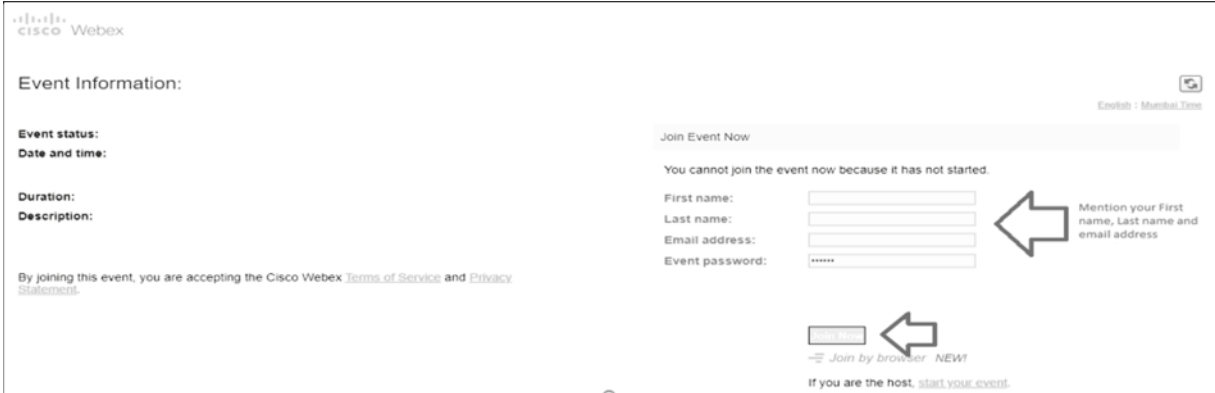 cisco Webex
Event Information:
English : Mumbai Time
Event status:
Date and time:
Duration:
Description:
By joining this event, you are accepting the Cisco Webex Terms of Service and Privacy
Statement.
Join Event Now
You cannot join the event now because it has not started.
First name:
Last name:
Email address:
Event password: ••••••
Mention your First
name, Last name and
email address
Join Now
Join by browser NEW!
If you are the host, start your event.